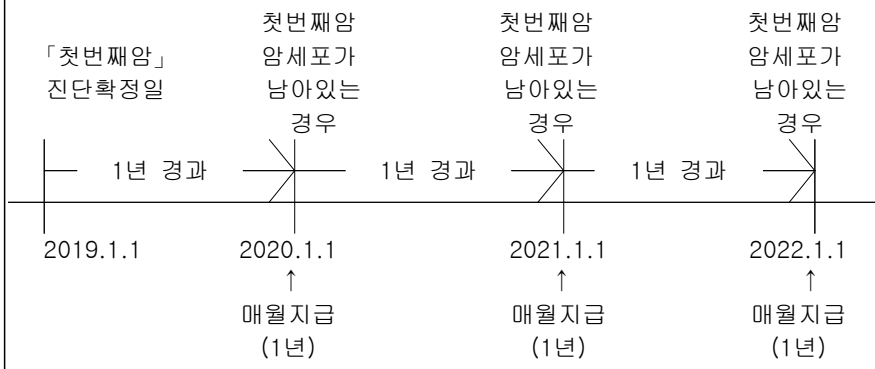 「첫번째암」
진단확정일
첫번째암
암세포가
남아있는
경우
첫번째암
암세포가
남아있는
경우
첫번째암
암세포가
남아있는
경우
1년 경과
1년 경과
1년 경과
2019.1.1
2020.1.1
2021.1.1
2022.1.1
↑
매월지급
(1년)
↑
매월지급
(1년)
↑
매월지급
(1년)